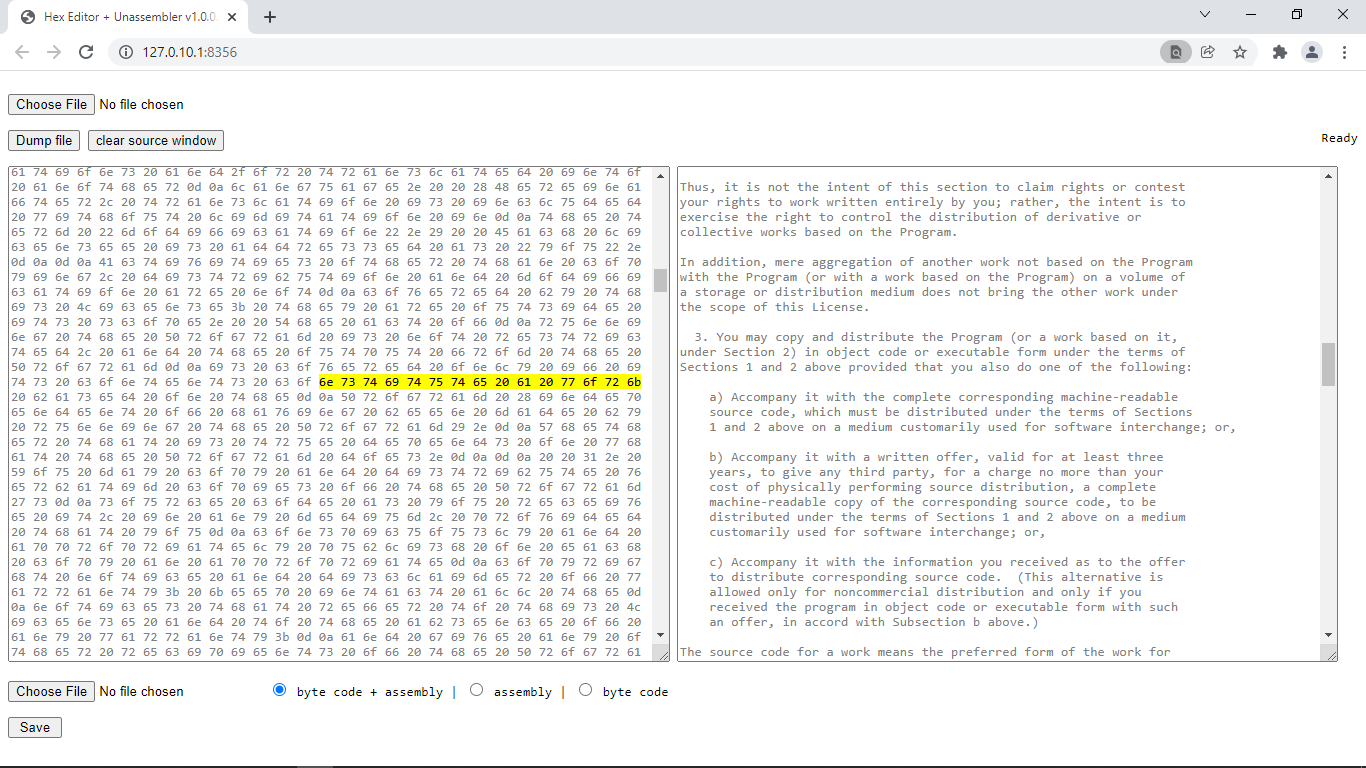 Hex Editor + Unassembler v1.0.0.
127.0.10.1:8356
Choose File No file chosen
Dump file clear source window Ready
61 74 69 6f 6e 73 20 61 6e 64 2f 6f 72 20 74 72 61 6e 73 6c 61 74 65 64 20 69 6e 74 6f
20 61 6e 6f 74 68 65 72 0d 0a 6c 61 6e 67 75 61 67 65 2e 20 20 28 48 65 72 65 69 6e 61
66 74 65 72 2c 20 74 72 61 6e 73 6c 61 74 69 6f 6e 20 69 73 20 69 6e 63 6c 75 64 65 64
20 77 69 74 68 6f 75 74 20 6c 69 6d 69 74 61 74 69 6f 6e 20 69 6e 0d 0a 74 68 65 20 74
65 72 6d 20 22 6d 6f 64 69 66 69 63 61 74 69 6f 6e 22 2e 29 20 20 45 61 63 68 20 6c 69
63 65 6e 73 65 65 20 69 73 20 61 64 64 72 65 73 73 65 64 20 61 73 20 22 79 6f 75 22 2e
0d 0a 0d 0a 41 63 74 69 76 69 74 69 65 73 20 6f 74 68 65 72 20 74 68 61 6e 20 63 6f 70
79 69 6e 67 2c 20 64 69 73 74 72 69 62 75 74 69 6f 6e 20 61 6e 64 20 6d 6f 64 69 66 69
63 61 74 69 6f 6e 20 61 72 65 20 6e 6f 74 0d 0a 63 6f 76 65 72 65 64 20 62 79 20 74 68
69 73 20 4c 69 63 65 6e 73 65 3b 20 74 68 65 79 20 61 72 65 20 6f 75 74 73 69 64 65 20
69 74 73 20 73 63 6f 70 65 2e 20 20 54 68 65 20 61 63 74 20 6f 66 0d 0a 72 75 6e 6e 69
6e 67 20 74 68 65 20 50 72 6f 67 72 61 6d 20 69 73 20 6e 6f 74 20 72 65 73 74 72 69 63
74 65 64 2c 20 61 6e 64 20 74 68 65 20 6f 75 74 70 75 74 20 66 72 6f 6d 20 74 68 65 20
50 72 6f 67 72 61 6d 0d 0a 69 73 20 63 6f 76 65 72 65 64 20 6f 6e 6c 79 20 69 66 20 69
74 73 20 63 6f 6e 74 65 6e 74 73 20 63 6f 6e 73 74 69 74 75 74 65 20 61 20 77 6f 72 6b
20 62 61 73 65 64 20 6f 6e 20 74 68 65 0d 0a 50 72 6f 67 72 61 6d 20 28 69 6e 64 65 70
65 6e 64 65 6e 74 20 6f 66 20 68 61 76 69 6e 67 20 62 65 65 6e 20 6d 61 64 65 20 62 79
20 72 75 6e 6e 69 6e 67 20 74 68 65 20 50 72 6f 67 72 61 6d 29 2e 0d 0a 57 68 65 74 68
65 72 20 74 68 61 74 20 69 73 20 74 72 75 65 20 64 65 70 65 6e 64 73 20 6f 6e 20 77 68
61 74 20 74 68 65 20 50 72 6f 67 72 61 6d 20 64 6f 65 73 2e 0d 0a 0d 0a 20 20 31 2e 20
59 6f 75 20 6d 61 79 20 63 6f 70 79 20 61 6e 64 20 64 69 73 74 72 69 62 75 74 65 20 76
65 72 62 61 74 69 6d 20 63 6f 70 69 65 73 20 6f 66 20 74 68 65 20 50 72 6f 67 72 61 6d
27 73 0d 0a 73 6f 75 72 63 65 20 63 6f 64 65 20 61 73 20 79 6f 75 20 72 65 63 65 69 76
65 20 69 74 2c 20 69 6e 20 61 6e 79 20 6d 65 64 69 75 6d 2c 20 70 72 6f 76 69 64 65 64
20 74 68 61 74 20 79 6f 75 0d 0a 63 6f 6e 73 70 69 63 75 6f 75 73 6c 79 20 61 6e 64 20
61 70 70 72 6f 70 72 69 61 74 65 6c 79 20 70 75 62 6c 69 73 68 20 6f 6e 20 65 61 63 68
20 63 6f 70 79 20 61 6e 20 61 70 70 72 6f 70 72 69 61 74 65 0d 0a 63 6f 70 79 72 69 67
68 74 20 6e 6f 74 69 63 65 20 61 6e 64 20 64 69 73 63 6c 61 69 6d 65 72 20 6f 66 20 77
61 72 72 61 6e 74 79 3b 20 6b 65 65 70 20 69 6e 74 61 63 74 20 61 6c 6c 20 74 68 65 0d
0a 6e 6f 74 69 63 65 73 20 74 68 61 74 20 72 65 66 65 72 20 74 6f 20 74 68 69 73 20 4c
69 63 65 6e 73 65 20 61 6e 64 20 74 6f 20 74 68 65 20 61 62 73 65 6e 63 65 20 6f 66 20
61 6e 79 20 77 61 72 72 61 6e 74 79 3b 0d 0a 61 6e 64 20 67 69 76 65 20 61 6e 79 20 6f
74 68 65 72 20 72 65 63 69 70 69 65 6e 74 73 20 6f 66 20 74 68 65 20 50 72 6f 67 72 61
Thus, it is not the intent of this section to claim rights or contest
your rights to work written entirely by you; rather, the intent is to
exercise the right to control the distribution of derivative or
collective works based on the Program.
In addition, mere aggregation of another work not based on the Program
with the Program (or with a work based on the Program) on a volume of
a storage or distribution medium does not bring the other work under
the scope of this License.
3. You may copy and distribute the Program (or a work based on it,
under Section 2) in object code or executable form under the terms of
Sections 1 and 2 above provided that you also do one of the following:
a) Accompany it with the complete corresponding machine-readable
source code, which must be distributed under the terms of Sections
1 and 2 above on a medium customarily used for software interchange; or,
b) Accompany it with a written offer, valid for at least three
years, to give any third party, for a charge no more than your
cost of physically performing source distribution, a complete
machine-readable copy of the corresponding source code, to be
distributed under the terms of Sections 1 and 2 above on a medium
customarily used for software interchange; or,
c) Accompany it with the information you received as to the offer
to distribute corresponding source code.  (This alternative is
allowed only for noncommercial distribution and only if you
received the program in object code or executable form with such
an offer, in accord with Subsection b above.)
The source code for a work means the preferred form of the work for
Choose File No file chosen byte code + assembly | assembly | byte code
Save